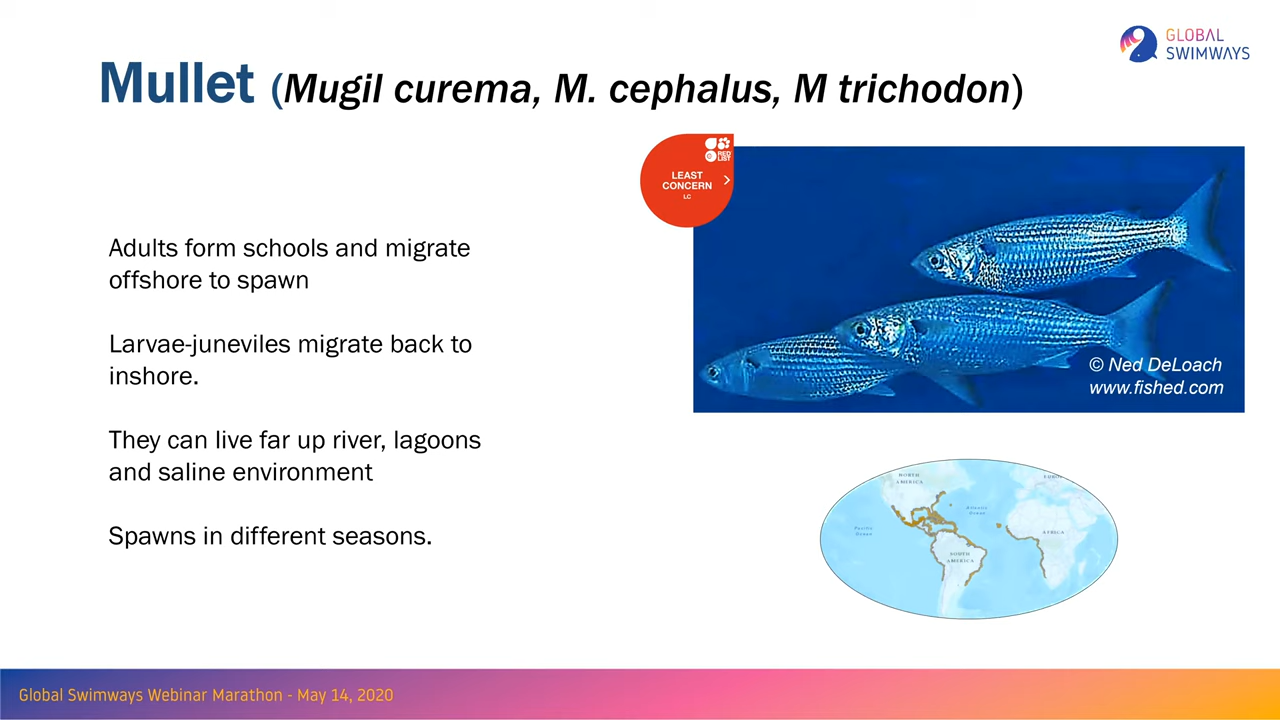 GLOBAL
SWIMWAYS
Mullet (Mugil curema, M. cephalus, M trichodon)
RED
LIST
LEAST
CONCERN
LC
Adults form schools and migrate
offshore to spawn
Larvae-juneviles migrate back to
inshore.
They can live far up river, lagoons
and saline environment
Spawns in different seasons.
© Ned DeLoach
www.fished.com
NORTH
AMERICA
Atlantic
Ocean
Pacific
Ocean
AFRICA
SOUTH
AMERICA
Global Swimways Webinar Marathon - May 14, 2020